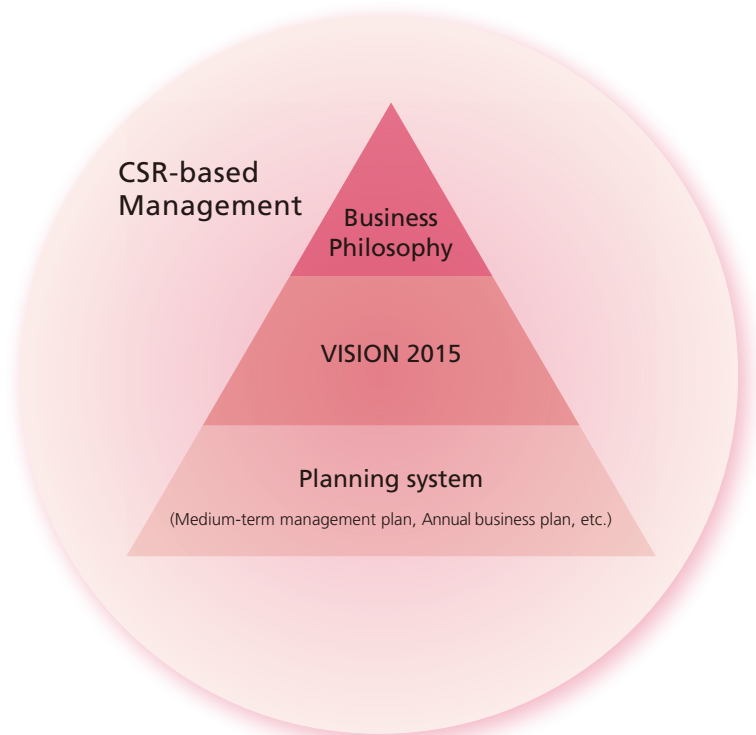 CSR-based
Management
Business
Philosophy
VISION 2015
Planning system
(Medium-term management plan, Annual business plan, etc.)